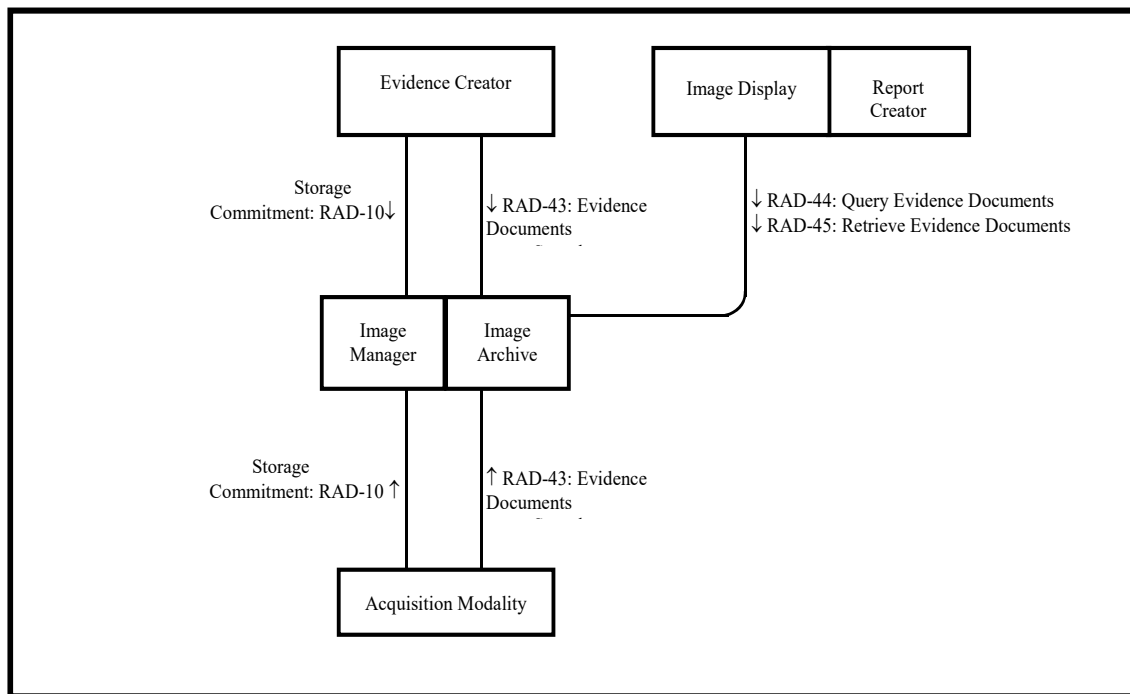 Evidence Creator
Image Display
Report
Creator
Storage
Commitment: RAD-10↓
↓ RAD-43: Evidence
Documents
↓ RAD-44: Query Evidence Documents
↓ RAD-45: Retrieve Evidence Documents
Image
Manager
Image
Archive
Storage
Commitment: RAD-10 ↑
↑ RAD-43: Evidence
Documents
Acquisition Modality